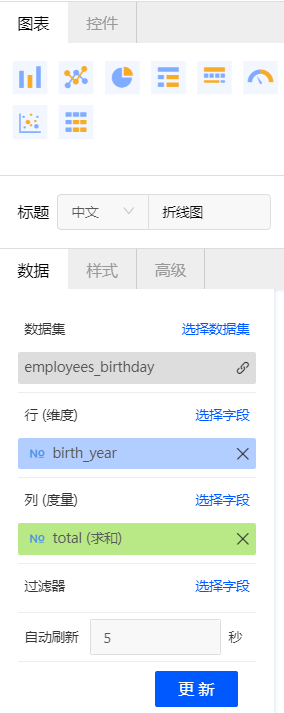 图表 控件
标题 中文 折线图
数据 样式 高级
数据集 选择数据集
employees_birthday
行 (维度) 选择字段
№ birth_year
列 (度量) 选择字段
№ total (求和)
过滤器 选择字段
自动刷新 5 秒
更 新